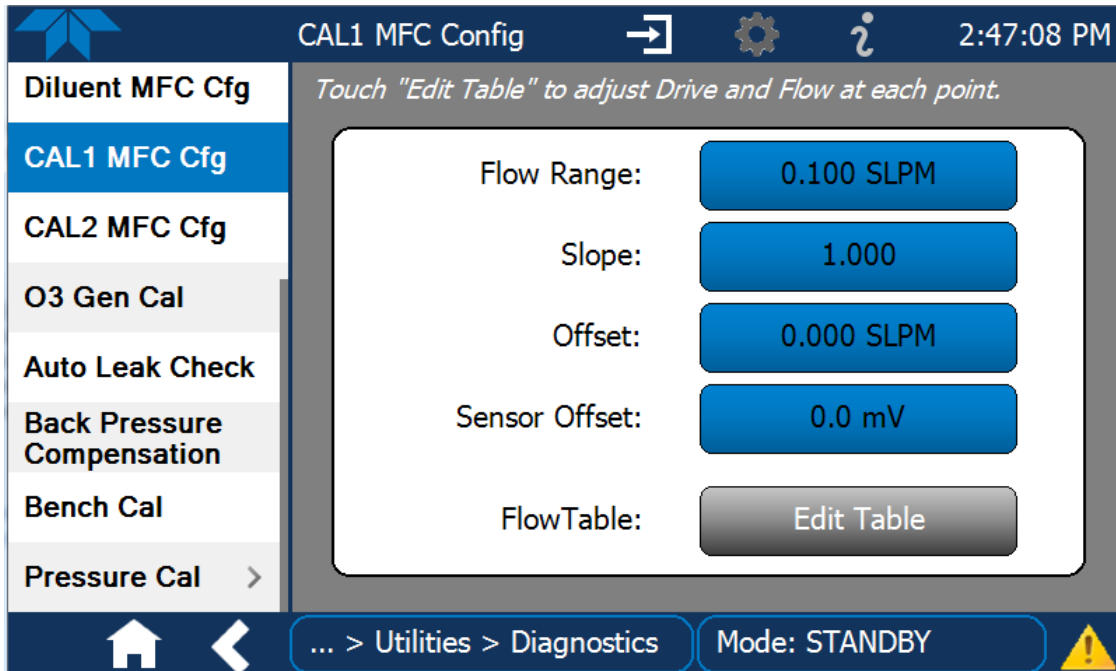 CAL1 MFC Config
2:47:08 PM
Diluent MFC Cfg
CAL1 MFC Cfg
CAL2 MFC Cfg
O3 Gen Cal
Auto Leak Check
Back Pressure
Compensation
Bench Cal
Pressure Cal >
Touch "Edit Table" to adjust Drive and Flow at each point.
Flow Range: 0.100 SLPM
Slope: 1.000
Offset: 0.000 SLPM
Sensor Offset: 0.0 mV
FlowTable: Edit Table
... > Utilities > Diagnostics
Mode: STANDBY